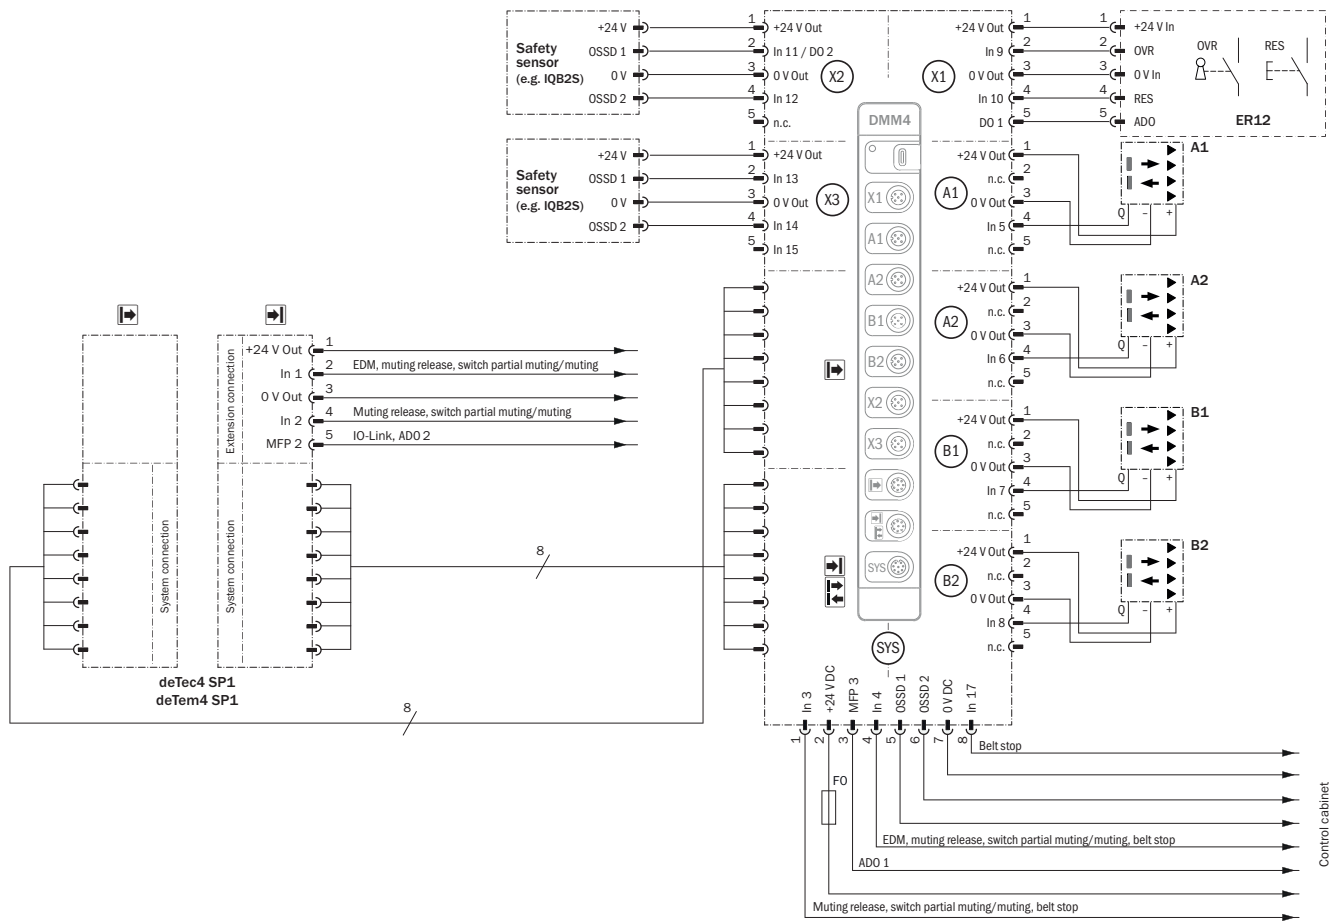 Safety
sensor
(e.g. IQB2S)
+24 V
OSSD 1
0 V
OSSD 2
1 +24 V Out
2 In 11 / DO 2
3 0 V Out
4 In 12
5 n.c.
X2
X1
+24 V Out 1
In 9 2
0 V Out 3
In 10 4
DO 1 5
1 +24 V In
2 OVR
3 0 V In
4 RES
5 ADO
OVR
RES
ER12
Safety
sensor
(e.g. IQB2S)
+24 V
OSSD 1
0 V
OSSD 2
1 +24 V Out
2 In 13
3 0 V Out
4 In 14
5 In 15
X3
DMM4
X1
A1
A2
B1
B2
X2
X3
SYS
SYS
A1
+24 V Out 1
n.c. 2
0 V Out 3
In 5 4
n.c. 5
A1
Q – +
A2
+24 V Out 1
n.c. 2
0 V Out 3
In 6 4
n.c. 5
A2
Q – +
B1
+24 V Out 1
n.c. 2
0 V Out 3
In 7 4
n.c. 5
B1
Q – +
B2
+24 V Out 1
n.c. 2
0 V Out 3
In 8 4
n.c. 5
B2
Q – +
Extension connection
+24 V Out 1
In 1 2 EDM, muting release, switch partial muting/muting
0 V Out 3
In 2 4 Muting release, switch partial muting/muting
MFP 2 5 IO-Link, ADO 2
System connection
System connection
8
deTec4 SP1
deTem4 SP1
8
In 3
+24 V DC
MFP 3
In 4
OSSD 1
OSSD 2
0 V DC
In 17
1
2
3
4
5
6
7
8
Belt stop
F0
EDM, muting release, switch partial muting/muting, belt stop
ADO 1
Muting release, switch partial muting/muting, belt stop
Control cabinet